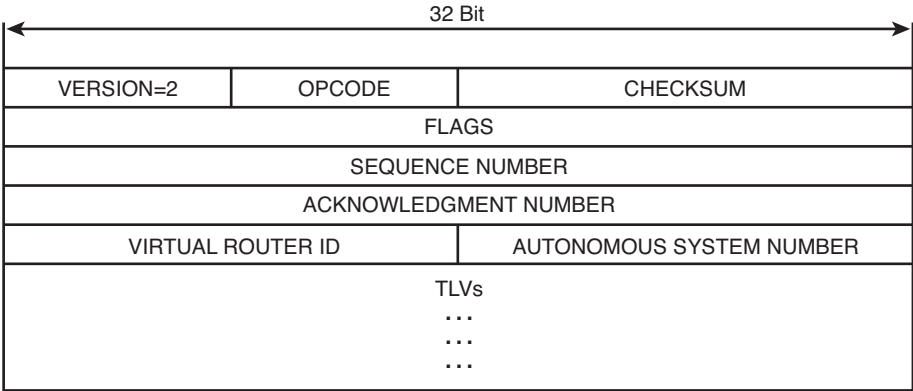 32 Bit
VERSION=2 OPCODE CHECKSUM
FLAGS
SEQUENCE NUMBER
ACKNOWLEDGMENT NUMBER
VIRTUAL ROUTER ID AUTONOMOUS SYSTEM NUMBER
TLVs
...
...
...